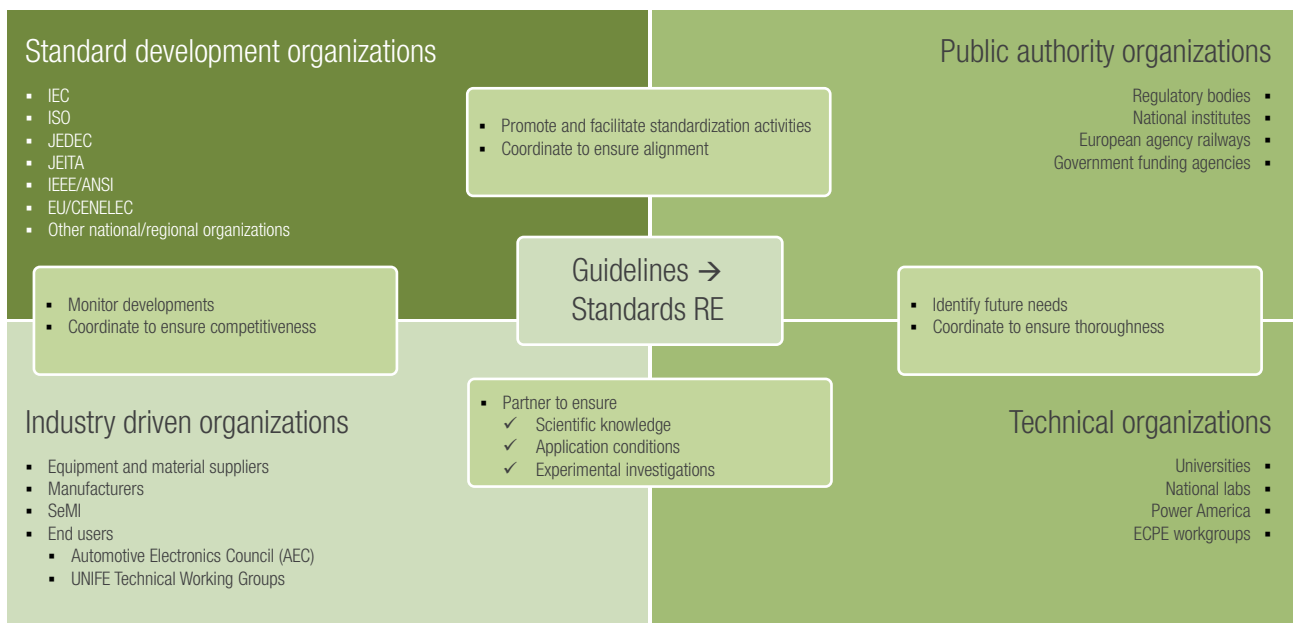 Standard development organizations
▪ IEC
▪ ISO
▪ JEDEC
▪ JEITA
▪ IEEE/ANSI
▪ EU/CENELEC
▪ Other national/regional organizations
▪ Promote and facilitate standardization activities
▪ Coordinate to ensure alignment
Public authority organizations
Regulatory bodies ▪
National institutes ▪
European agency railways ▪
Government funding agencies ▪
▪ Monitor developments
▪ Coordinate to ensure competitiveness
Guidelines →
Standards RE
▪ Identify future needs
▪ Coordinate to ensure thoroughness
Industry driven organizations
▪ Equipment and material suppliers
▪ Manufacturers
▪ SeMI
▪ End users
▪ Automotive Electronics Council (AEC)
▪ UNIFE Technical Working Groups
▪ Partner to ensure
✓ Scientific knowledge
✓ Application conditions
✓ Experimental investigations
Technical organizations
Universities ▪
National labs ▪
Power America ▪
ECPE workgroups ▪